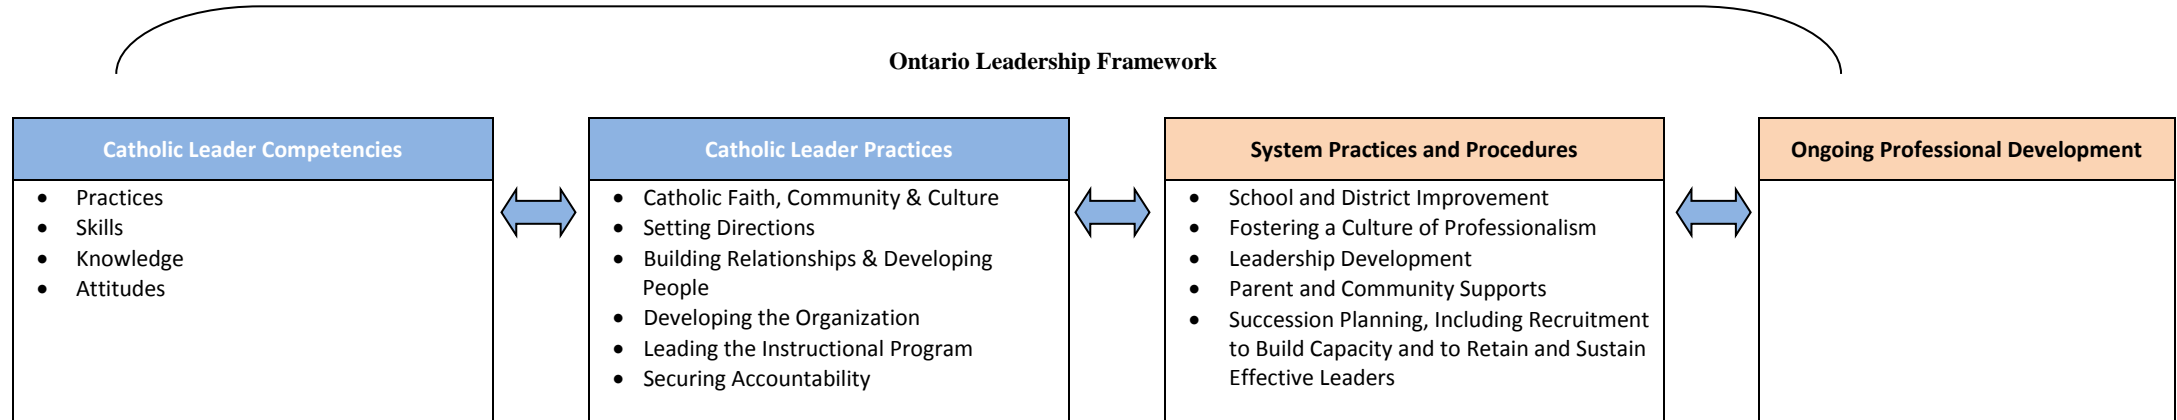 Ontario Leadership Framework
Catholic Leader Competencies
• Practices
• Skills
• Knowledge
• Attitudes
Catholic Leader Practices
• Catholic Faith, Community & Culture
• Setting Directions
• Building Relationships & Developing
People
• Developing the Organization
• Leading the Instructional Program
• Securing Accountability
System Practices and Procedures
• School and District Improvement
• Fostering a Culture of Professionalism
• Leadership Development
• Parent and Community Supports
• Succession Planning, Including Recruitment
to Build Capacity and to Retain and Sustain
Effective Leaders
Ongoing Professional Development